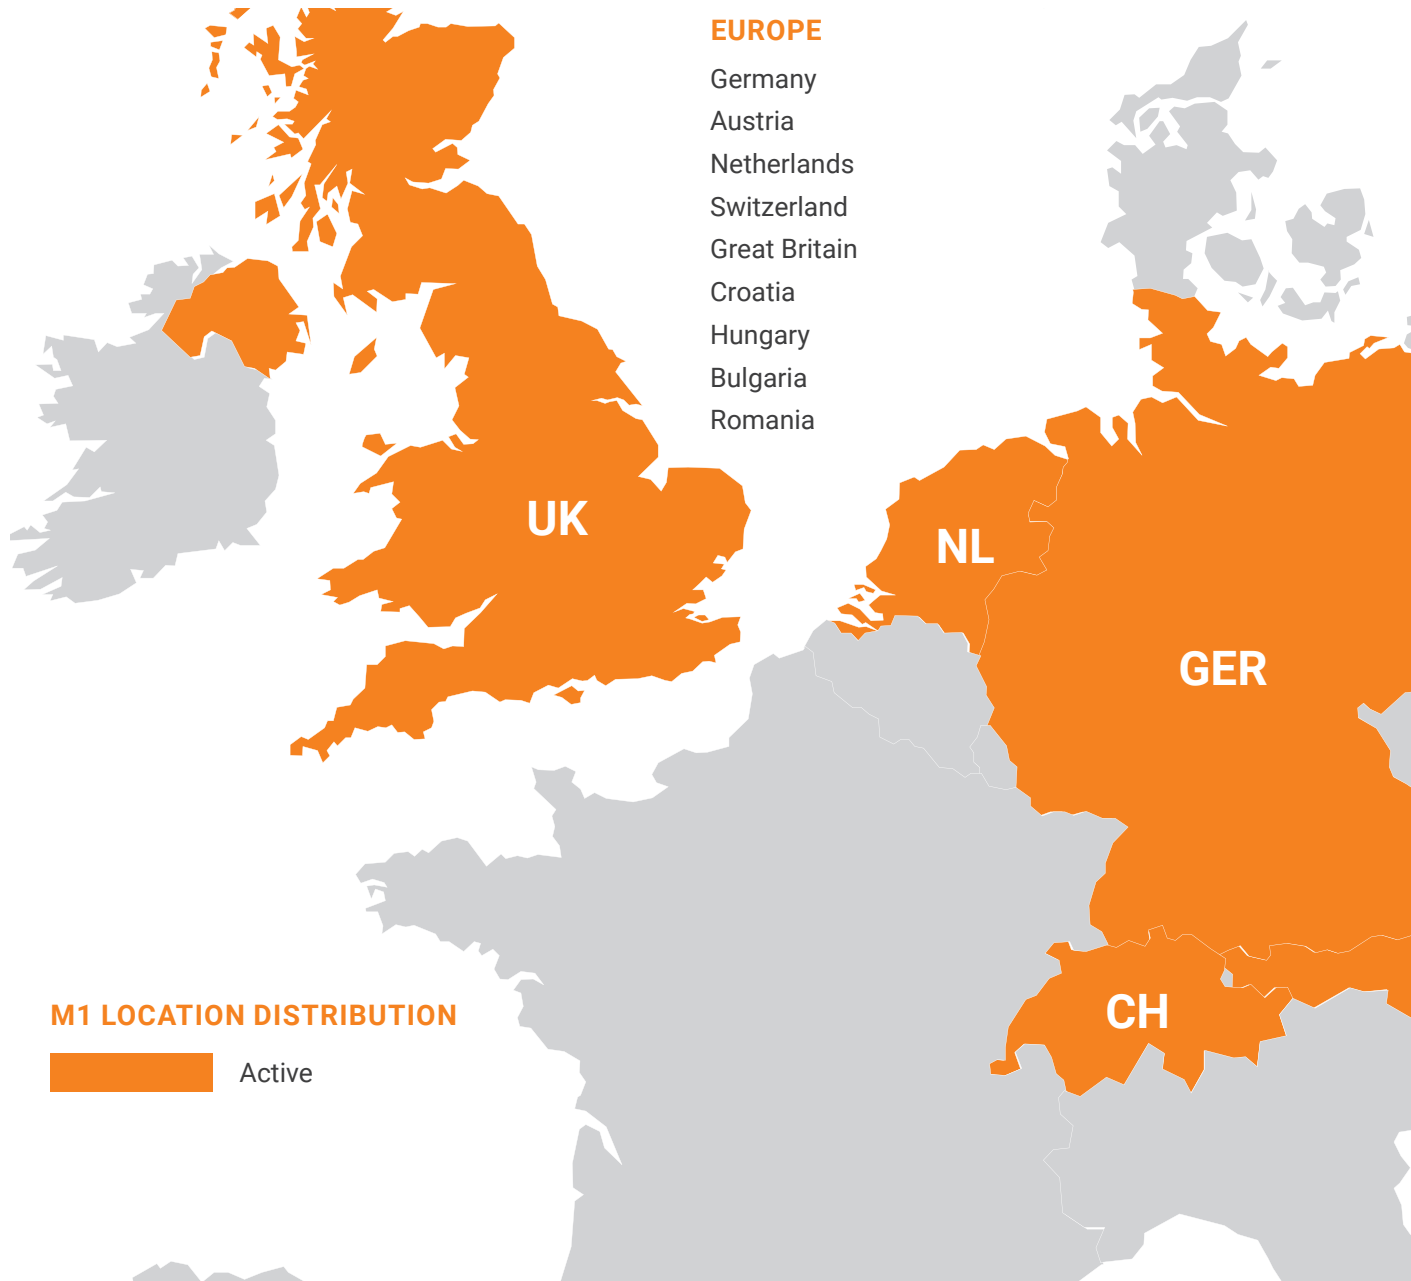 EUROPE
Germany
Austria
Netherlands
Switzerland
Great Britain
Croatia
Hungary
Bulgaria
Romania
UK
NL
GER
CH
M1 LOCATION DISTRIBUTION
Active